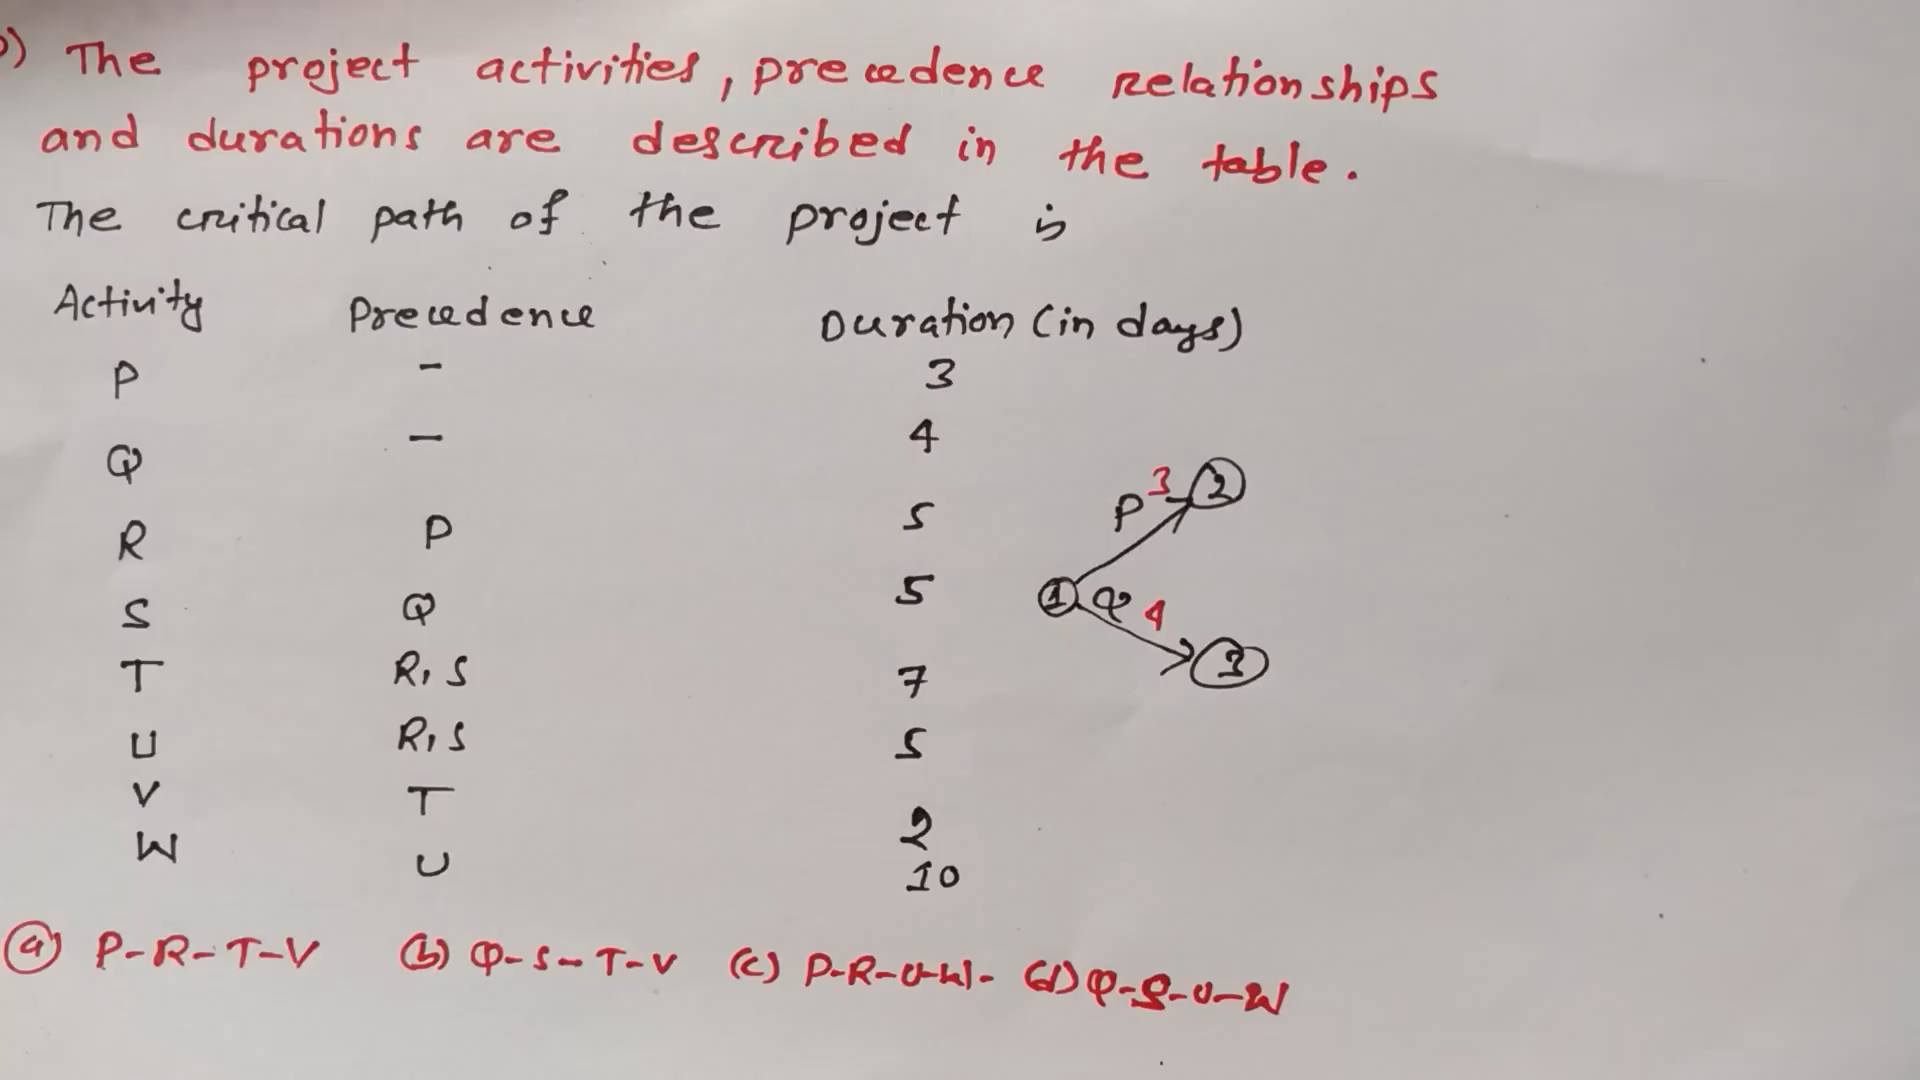 ) The project activities, precedence relationships
and durations are described in the table.
The critical path of the project is
Activity Precedence Duration (in days)
P - 3
Q - 4
R P 5
S Q 5
T R, S 7
U R, S 5
V T 2
W U 10
P 3 2
1 Q 4
3
(a) P-R-T-V (b) Q-S-T-V (c) P-R-U-W- (d) Q-S-U-W